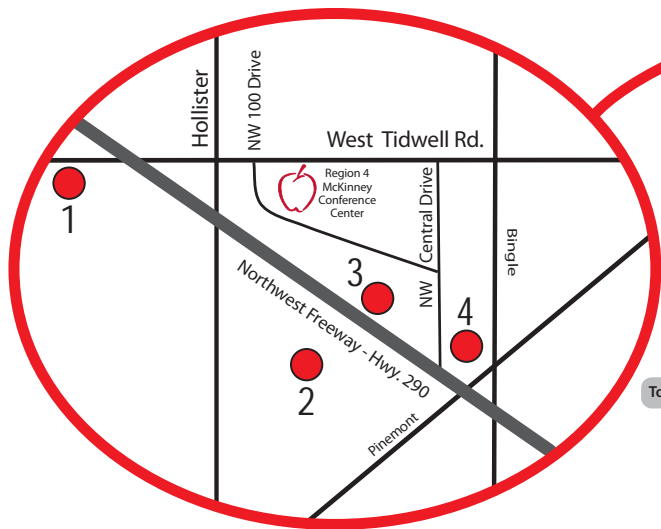 Hollister
NW 100 Drive
West Tidwell Rd.
Region 4
McKinney
Conference
Center
NW Central Drive
Bingle
1
3
4
2
Northwest Freeway - Hwy. 290
Pinemont